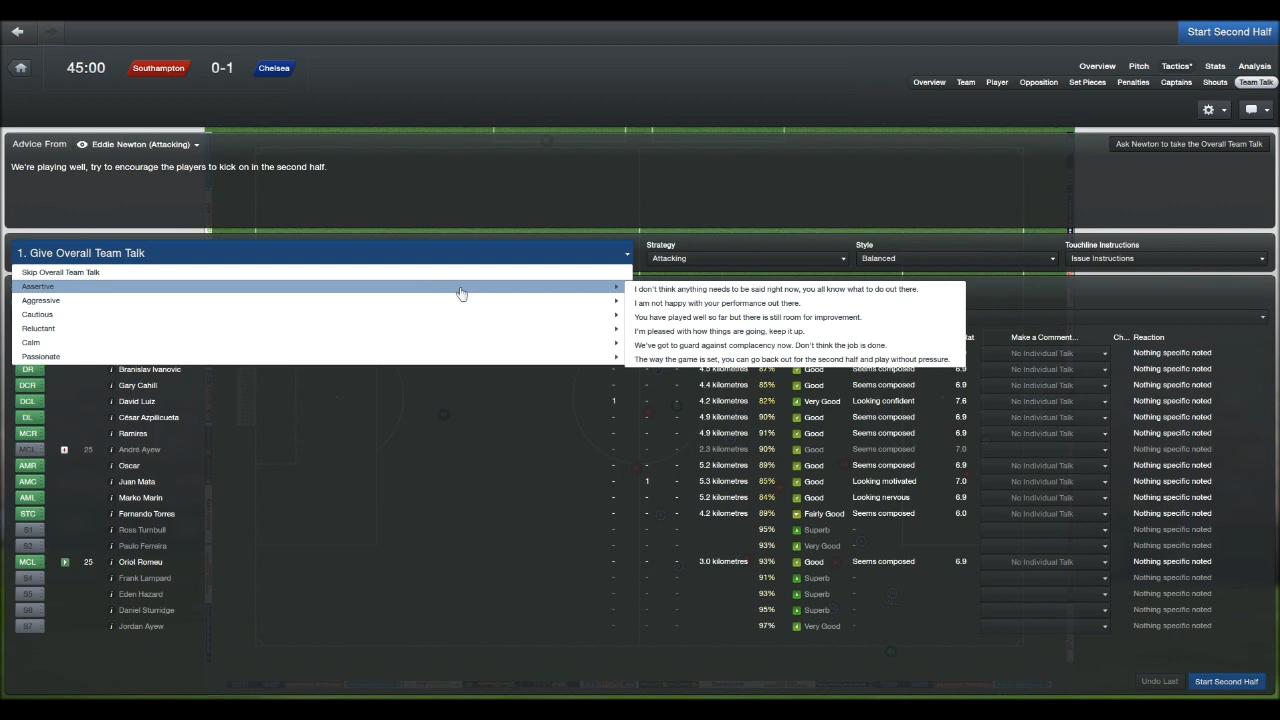 Start Second Half
45:00 Southampton 0-1 Chelsea
Overview Pitch Tactics* Stats Analysis
Overview Team Player Opposition Set Pieces Penalties Captains Shouts Team Talk
Advice From Eddie Newton (Attacking)
Ask Newton to take the Overall Team Talk
We're playing well, try to encourage the players to kick on in the second half.
1. Give Overall Team Talk
Strategy Style Touchline Instructions
Attacking Balanced Issue Instructions
Skip Overall Team Talk
Assertive
Aggressive
Cautious
Reluctant
Calm
Passionate
I don't think anything needs to be said right now, you all know what to do out there.
I am not happy with your performance out there.
You have played well so far but there is still room for improvement.
I'm pleased with how things are going, keep it up.
We've got to guard against complacency now. Don't think the job is done.
The way the game is set, you can go back out for the second half and play without pressure.
Make a Comment... Ch... Reaction
No Individual Talk Nothing specific noted
DR i Branislav Ivanovic - - - 4.5 kilometres 87% Good Seems composed 6.9 No Individual Talk Nothing specific noted
DCR i Gary Cahill - - - 4.4 kilometres 85% Good Seems composed 6.9 No Individual Talk Nothing specific noted
DCL i David Luiz 1 - - 4.2 kilometres 82% Very Good Looking confident 7.6 No Individual Talk Nothing specific noted
DL i César Azpilicueta - - - 4.9 kilometres 90% Good Seems composed 6.9 No Individual Talk Nothing specific noted
MCR i Ramires - - - 4.9 kilometres 91% Good Seems composed 6.9 No Individual Talk Nothing specific noted
MCL 25 i André Ayew - - - 2.3 kilometres 90% Good Seems composed 7.0 Nothing specific noted
AMR i Oscar - - - 5.2 kilometres 89% Good Seems composed 6.9 No Individual Talk Nothing specific noted
AMC i Juan Mata - 1 - 5.3 kilometres 85% Good Looking motivated 7.0 No Individual Talk Nothing specific noted
AML i Marko Marin - - - 5.2 kilometres 84% Good Looking nervous 6.9 No Individual Talk Nothing specific noted
STC i Fernando Torres - - - 4.2 kilometres 89% Fairly Good Seems composed 6.0 No Individual Talk Nothing specific noted
S1 i Ross Turnbull - - - 95% Superb - Nothing specific noted
S2 i Paulo Ferreira - - - 93% Very Good - Nothing specific noted
MCL 25 i Oriol Romeu - - - 3.0 kilometres 93% Good Seems composed 6.9 No Individual Talk Nothing specific noted
S4 i Frank Lampard - - - 91% Superb - Nothing specific noted
S5 i Eden Hazard - - - 93% Superb - Nothing specific noted
S6 i Daniel Sturridge - - - 95% Superb - Nothing specific noted
S7 i Jordan Ayew - - - 97% Very Good - Nothing specific noted
Undo Last Start Second Half